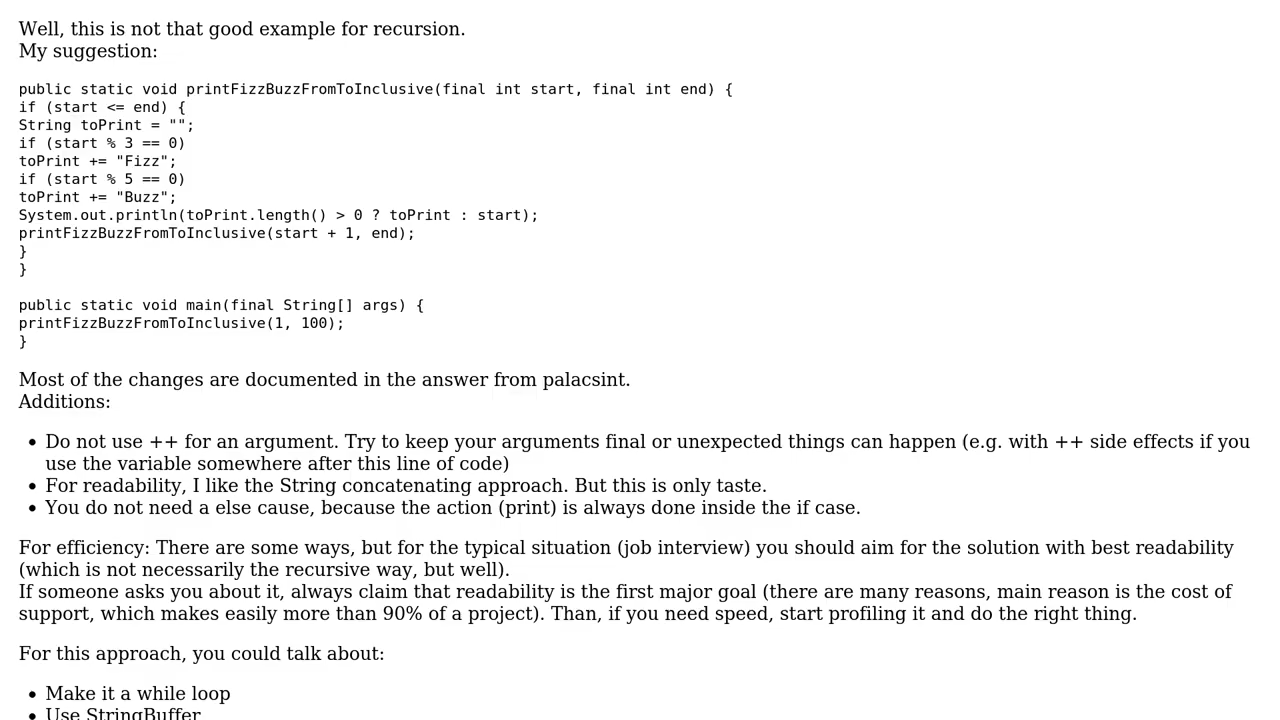 Well, this is not that good example for recursion.
My suggestion:
public static void printFizzBuzzFromToInclusive(final int start, final int end) {
if (start <= end) {
String toPrint = "";
if (start % 3 == 0)
toPrint += "Fizz";
if (start % 5 == 0)
toPrint += "Buzz";
System.out.println(toPrint.length() > 0 ? toPrint : start);
printFizzBuzzFromToInclusive(start + 1, end);
}
}
public static void main(final String[] args) {
printFizzBuzzFromToInclusive(1, 100);
}
Most of the changes are documented in the answer from palacsint.
Additions:
• Do not use ++ for an argument. Try to keep your arguments final or unexpected things can happen (e.g. with ++ side effects if you
use the variable somewhere after this line of code)
• For readability, I like the String concatenating approach. But this is only taste.
• You do not need a else cause, because the action (print) is always done inside the if case.
For efficiency: There are some ways, but for the typical situation (job interview) you should aim for the solution with best readability
(which is not necessarily the recursive way, but well).
If someone asks you about it, always claim that readability is the first major goal (there are many reasons, main reason is the cost of
support, which makes easily more than 90% of a project). Than, if you need speed, start profiling it and do the right thing.
For this approach, you could talk about:
• Make it a while loop
• Use StringBuffer